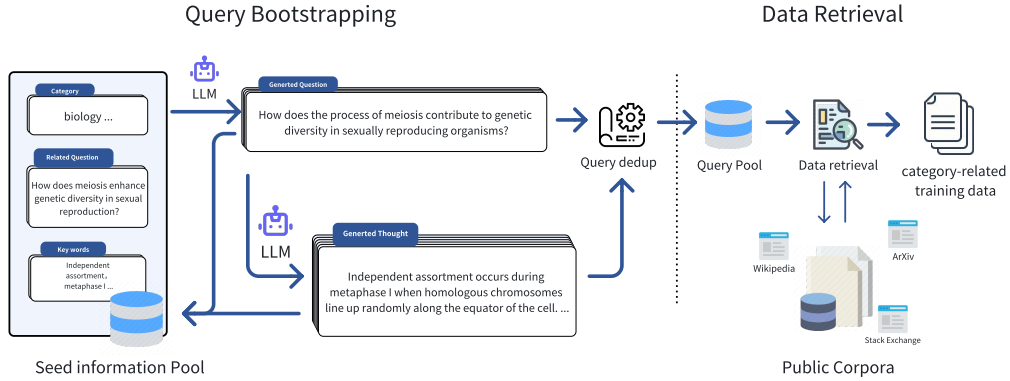 Query Bootstrapping
Data Retrieval
Category
biology ...
Related Question
How does meiosis enhance
genetic diversity in sexual
reproduction?
Key words
Independent
assortment,
metaphase I ...
Seed information Pool
LLM
Generted Question
How does the process of meiosis contribute to genetic
diversity in sexually reproducing organisms?
LLM
Generted Thought
Independent assortment occurs during
metaphase I when homologous chromosomes
line up randomly along the equator of the cell. ...
Query dedup
Query Pool
Data retrieval
category-related
training data
Wikipedia
ArXiv
Stack Exchange
Public Corpora